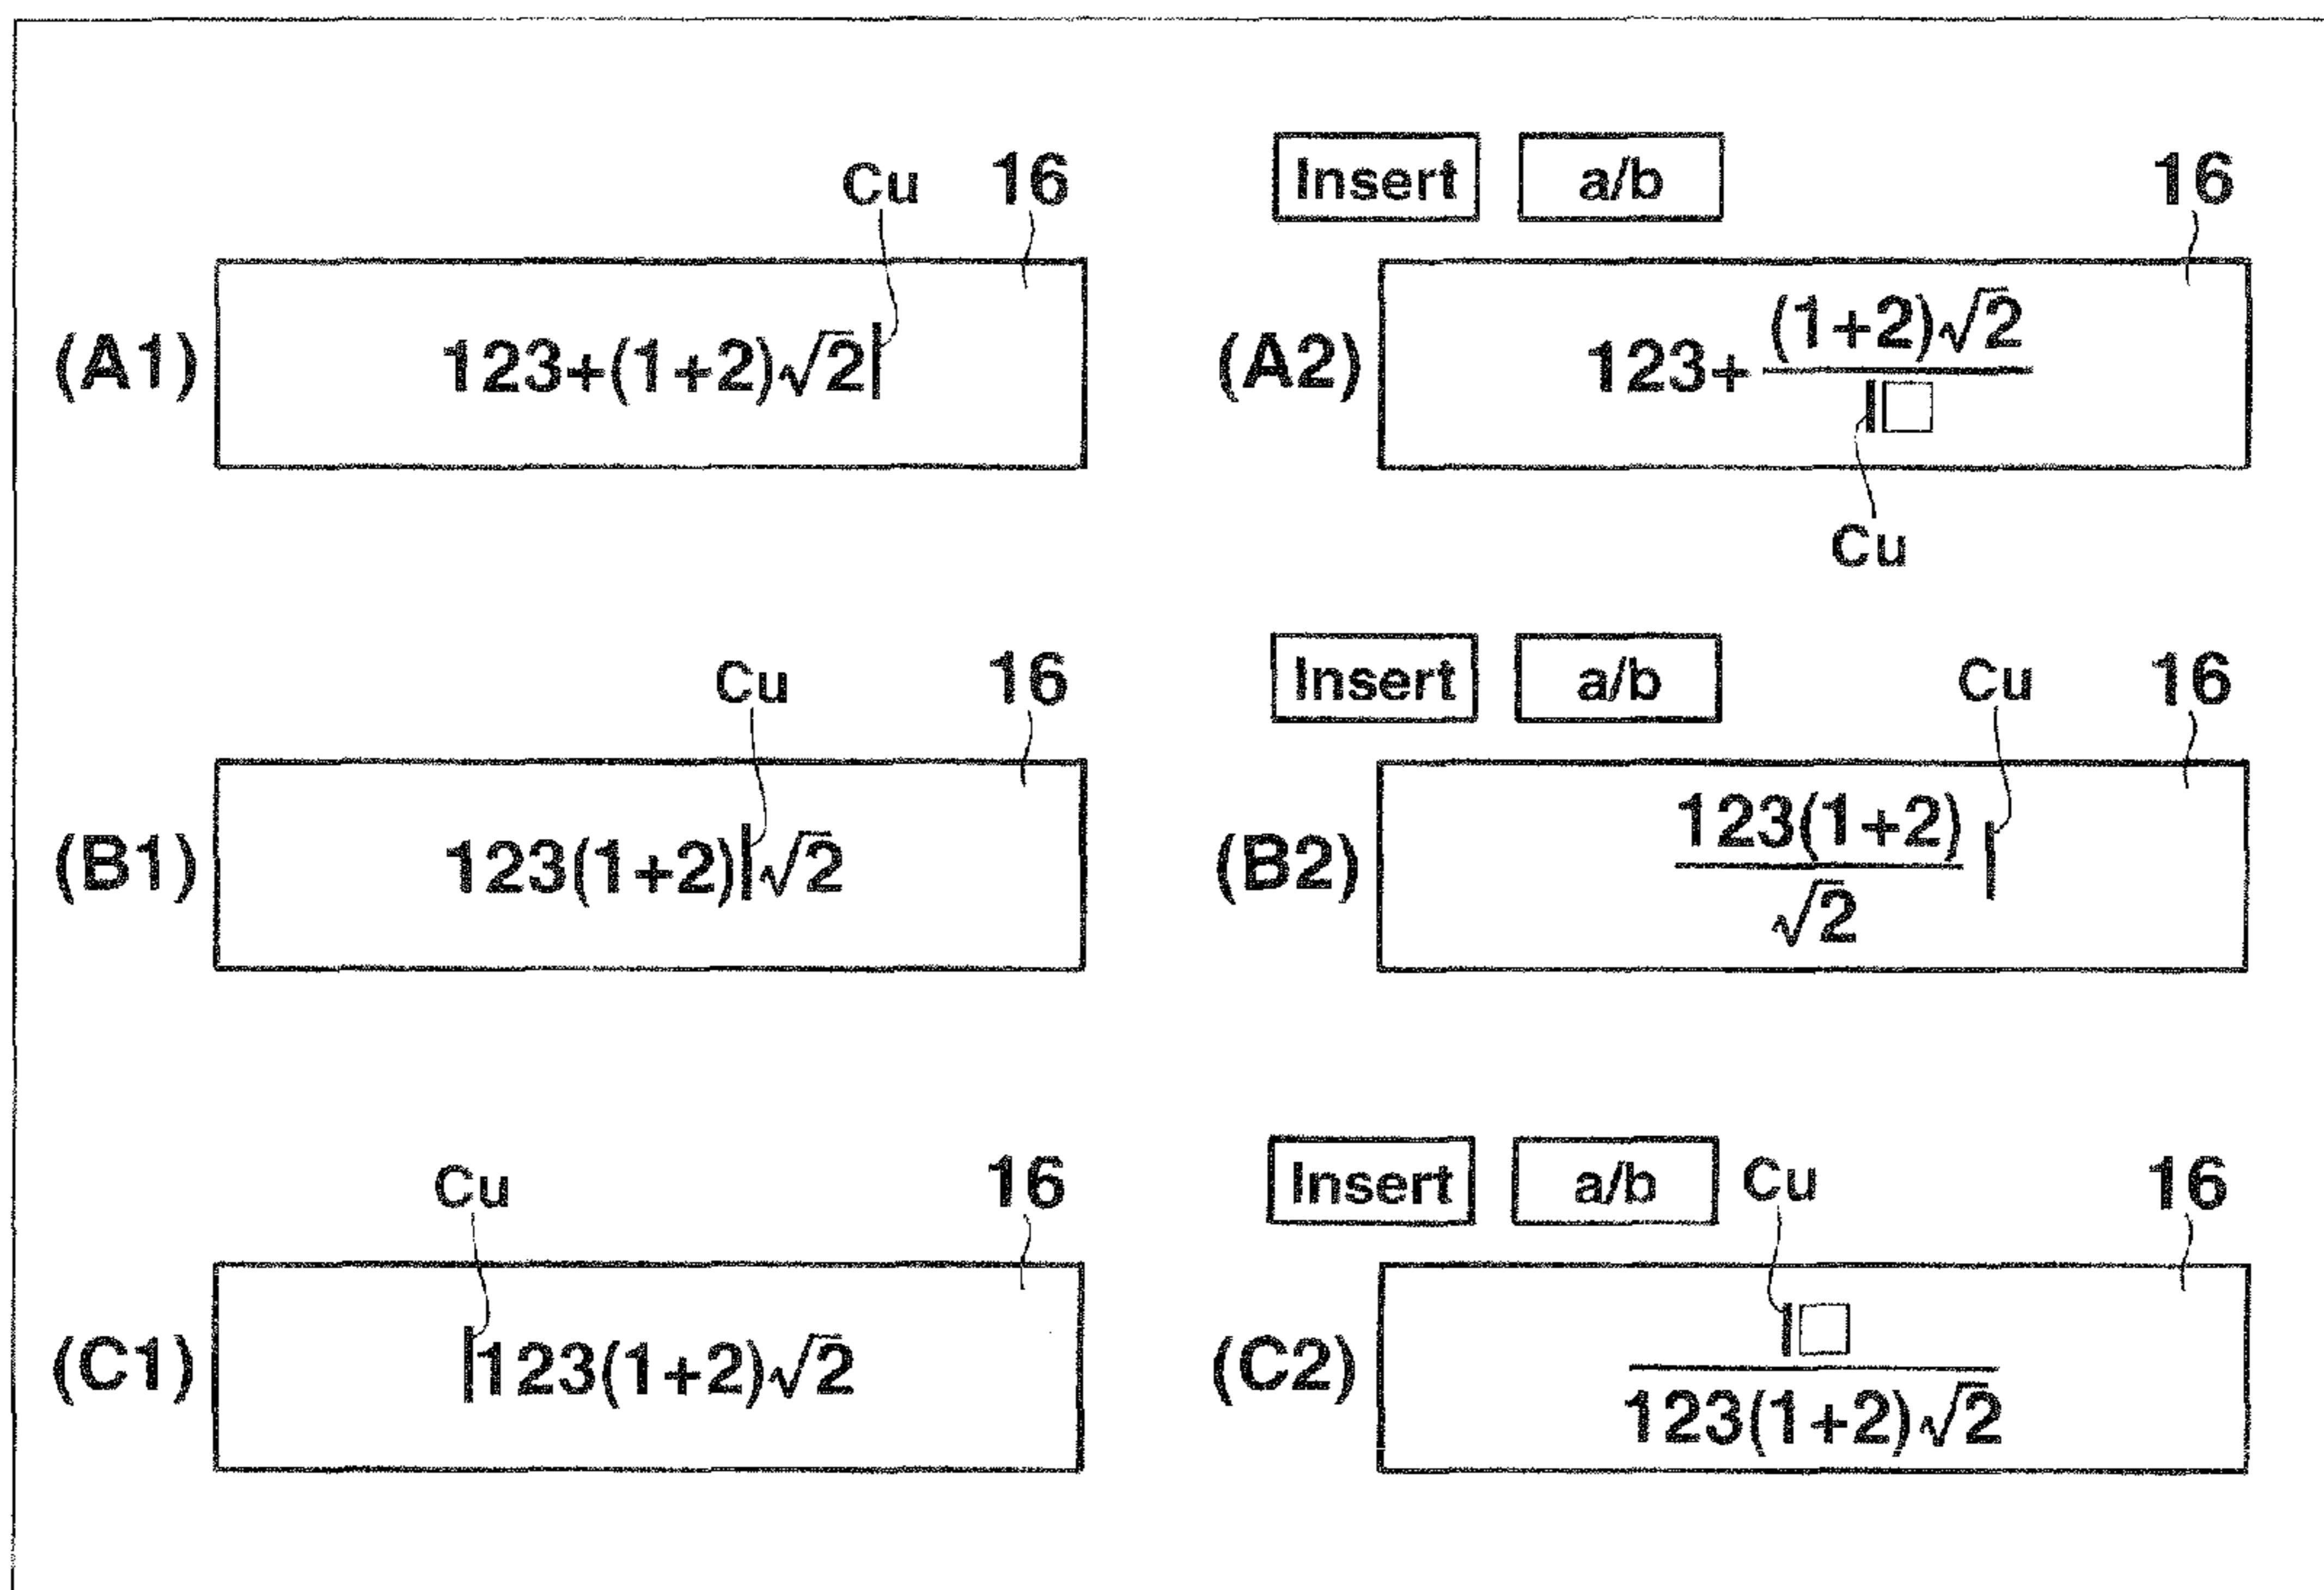 Cu 16
(A1) 123+(1+2)√2|
Insert a/b 16
(A2) 123+ (1+2)√2
|□
Cu
Cu 16
(B1) 123(1+2)|√2
Insert a/b Cu 16
(B2) 123(1+2) |
√2
Cu 16
(C1) |123(1+2)√2
Insert a/b Cu 16
(C2) |□
123(1+2)√2